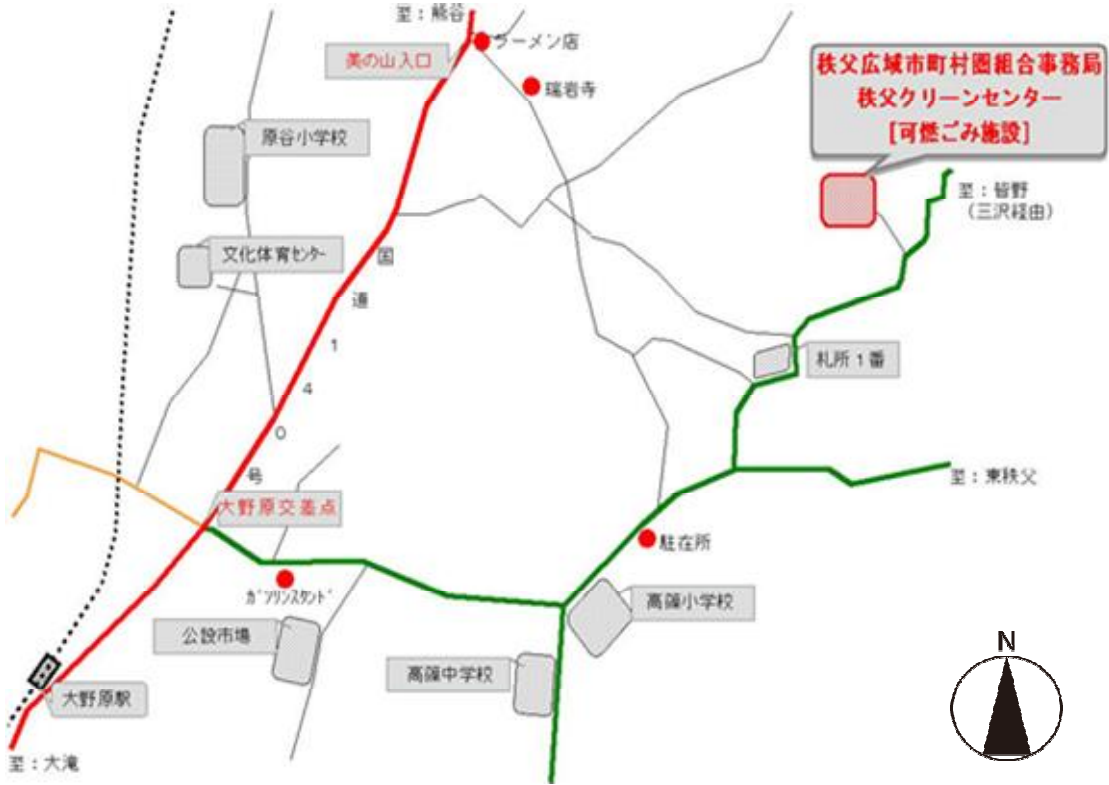 至：熊谷
ラーメン店
美の山入口
瑞岩寺
秩父広域市町村圏組合事務局
秩父クリーンセンター
[可燃ごみ施設]
原谷小学校
至：皆野
（三沢経由）
文化体育センター
国
道
1
4
0
号
札所１番
大野原交差点
至：東秩父
駐在所
ガソリンスタンド
高篠小学校
公設市場
高篠中学校
N
大野原駅
至：大滝